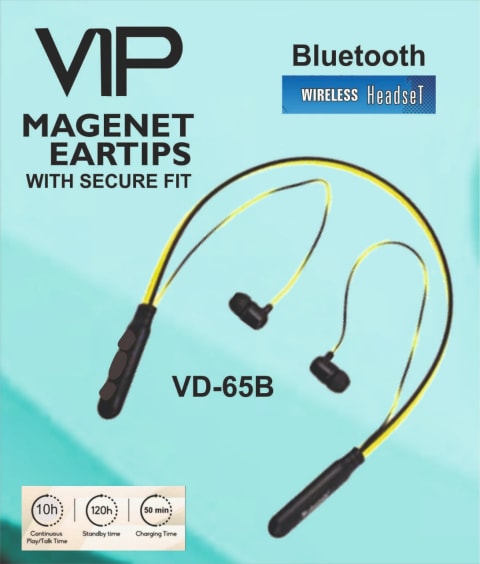 VIP
MAGENET
EARTIPS
WITH SECURE FIT
Bluetooth
WIRELESS HeadseT
VD-65B
10h
Continuous
Play/Talk Time
120h
Standby time
50 min
Charging Time